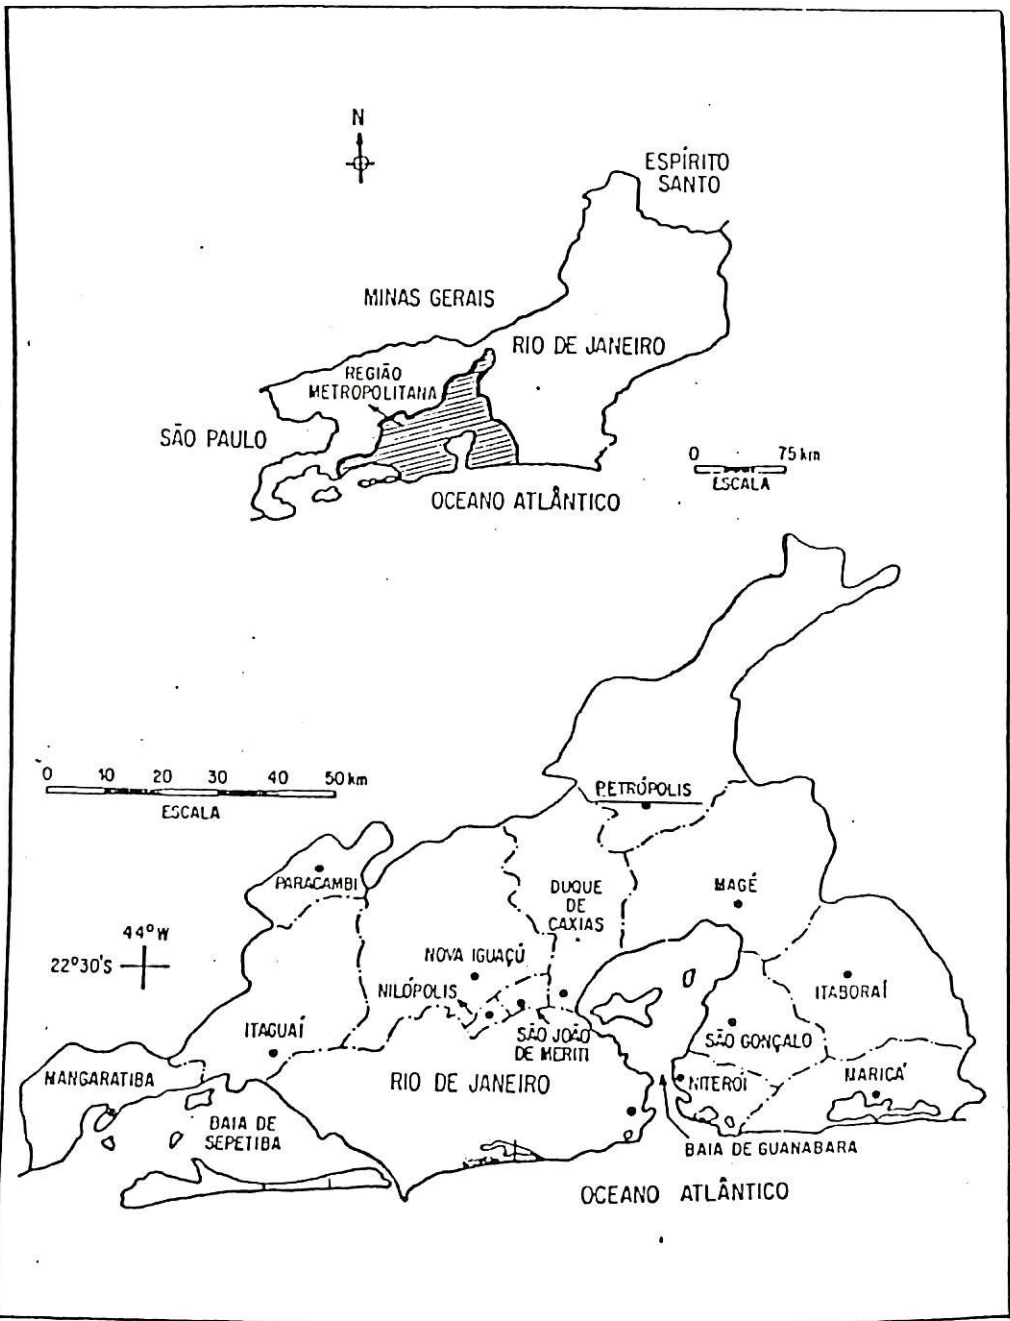 N
ESPÍRITO
SANTO
MINAS GERAIS
RIO DE JANEIRO
REGIÃO
METROPOLITANA
SÃO PAULO
0 75 km
ESCALA
OCEANO ATLÂNTICO
0 10 20 30 40 50 km
ESCALA
PETRÓPOLIS
PARACAMBI
DUQUE
DE
CAXIAS
MAGÉ
44° W
22°30'S
NOVA IGUAÇÚ
NILÓPOLIS
ITABORAÍ
ITAGUAÍ
SÃO JOÃO
DE MERITI
SÃO GONÇALO
MANGARATIBA
RIO DE JANEIRO
NITERÓI
MARICÁ
BAIA DE
SEPETIBA
BAIA DE GUANABARA
OCEANO ATLÂNTICO